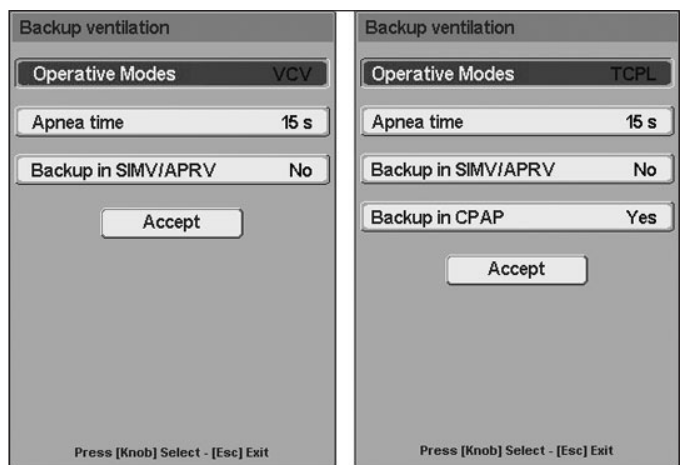 Backup ventilation
Operative Modes VCV
Apnea time 15 s
Backup in SIMV/APRV No
Accept
Press [Knob] Select - [Esc] Exit
Backup ventilation
Operative Modes TCPL
Apnea time 15 s
Backup in SIMV/APRV No
Backup in CPAP Yes
Accept
Press [Knob] Select - [Esc] Exit